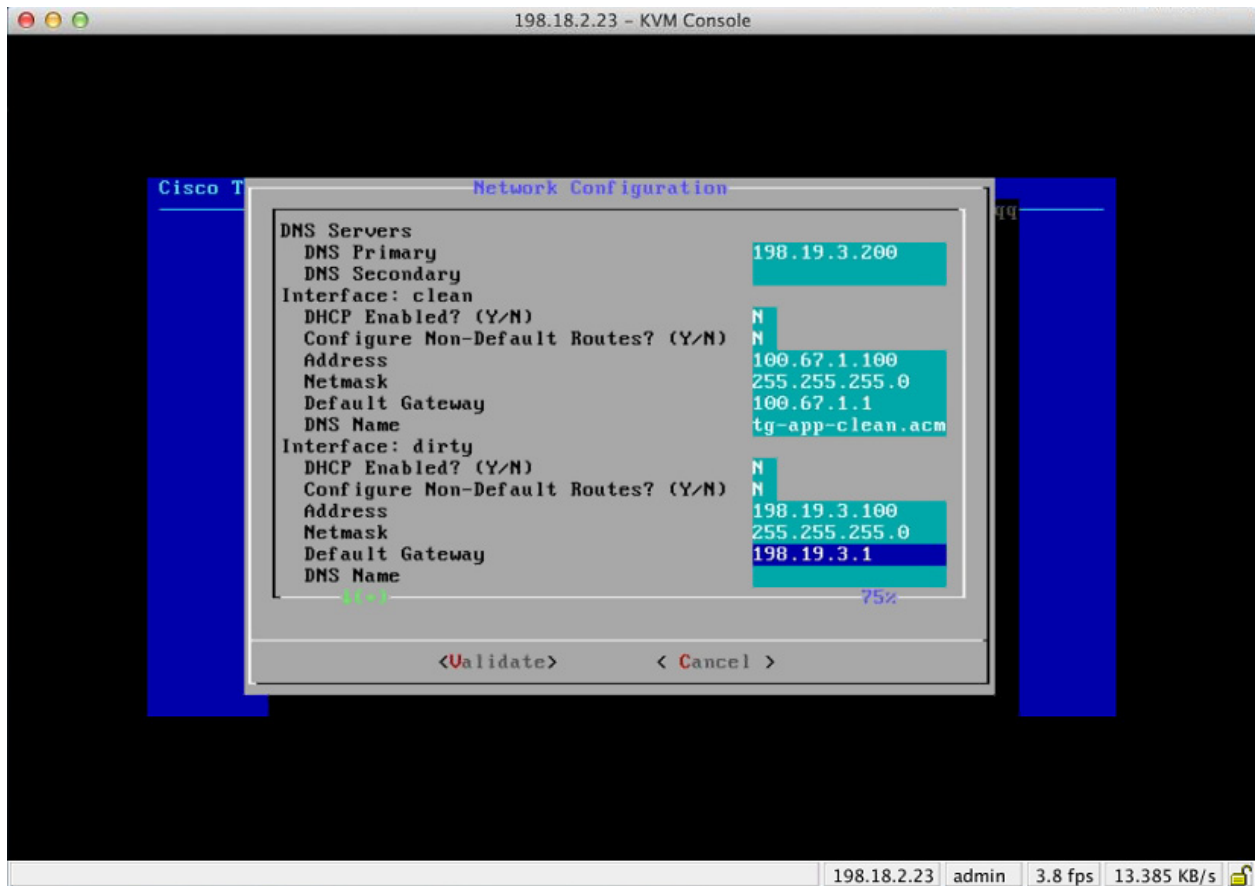 198.18.2.23 – KVM Console
Cisco T
Network Configuration
qq
DNS Servers
DNS Primary 198.19.3.200
DNS Secondary
Interface: clean
DHCP Enabled? (Y/N) N
Configure Non-Default Routes? (Y/N) N
Address 100.67.1.100
Netmask 255.255.255.0
Default Gateway 100.67.1.1
DNS Name tg-app-clean.acm
Interface: dirty
DHCP Enabled? (Y/N) N
Configure Non-Default Routes? (Y/N) N
Address 198.19.3.100
Netmask 255.255.255.0
Default Gateway 198.19.3.1
DNS Name
↓(+) 75%
<Validate> < Cancel >
198.18.2.23 admin 3.8 fps 13.385 KB/s